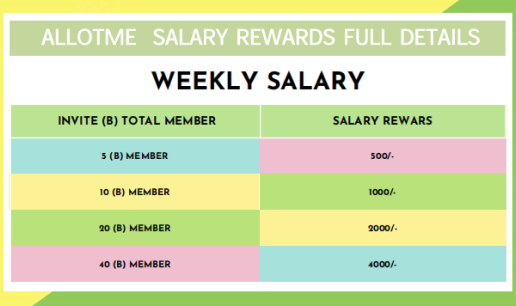 ALLOTME SALARY REWARDS FULL DETAILS
WEEKLY SALARY
INVITE (B) TOTAL MEMBER SALARY REWARS
5 (B) MEMBER 500/-
10 (B) MEMBER 1000/-
20 (B) MEMBER 2000/-
40 (B) MEMBER 4000/-